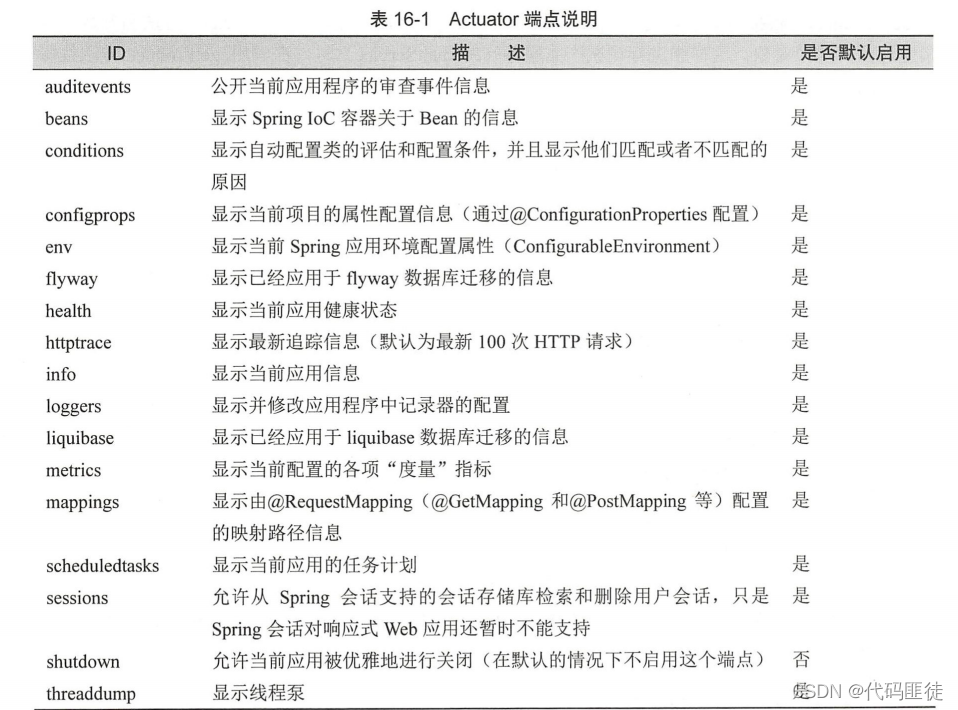 表 16-1 Actuator 端点说明
ID 描 述 是否默认启用
auditevents 公开当前应用程序的审查事件信息 是
beans 显示 Spring IoC 容器关于 Bean 的信息 是
conditions 显示自动配置类的评估和配置条件，并且显示他们匹配或者不匹配的 是
原因
configprops 显示当前项目的属性配置信息（通过@ConfigurationProperties 配置） 是
env 显示当前 Spring 应用环境配置属性（ConfigurableEnvironment） 是
flyway 显示已经应用于 flyway 数据库迁移的信息 是
health 显示当前应用健康状态 是
httptrace 显示最新追踪信息（默认为最新 100 次 HTTP 请求） 是
info 显示当前应用信息 是
loggers 显示并修改应用程序中记录器的配置 是
liquibase 显示已经应用于 liquibase 数据库迁移的信息 是
metrics 显示当前配置的各项“度量”指标 是
mappings 显示由@RequestMapping（@GetMapping 和@PostMapping 等）配置 是
的映射路径信息
scheduledtasks 显示当前应用的任务计划 是
sessions 允许从 Spring 会话支持的会话存储库检索和删除用户会话，只是 是
Spring 会话对响应式 Web 应用还暂时不能支持
shutdown 允许当前应用被优雅地进行关闭（在默认的情况下不启用这个端点） 否
threaddump 显示线程泵 是
CSDN @代码匪徒